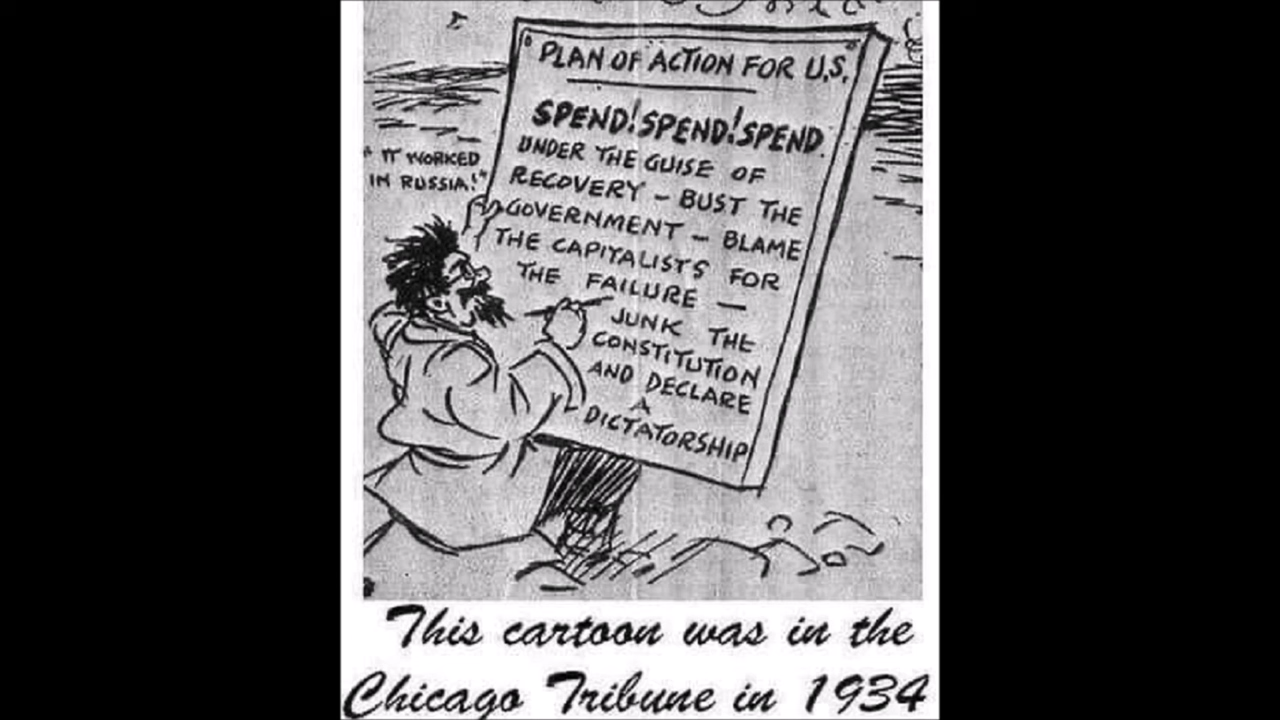 "PLAN OF ACTION FOR U.S."
SPEND! SPEND! SPEND
UNDER THE GUISE OF
RECOVERY – BUST THE
GOVERNMENT – BLAME
THE CAPITALISTS FOR
THE FAILURE –
JUNK THE
CONSTITUTION
AND DECLARE
A
DICTATORSHIP
"IT WORKED
IN RUSSIA!"
This cartoon was in the
Chicago Tribune in 1934